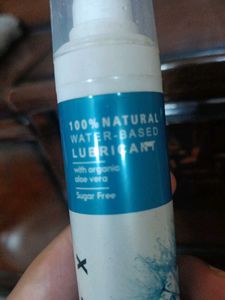 100% NATURAL
WATER-BASED
LUBRICANT
with organic
aloe vera
Sugar Free